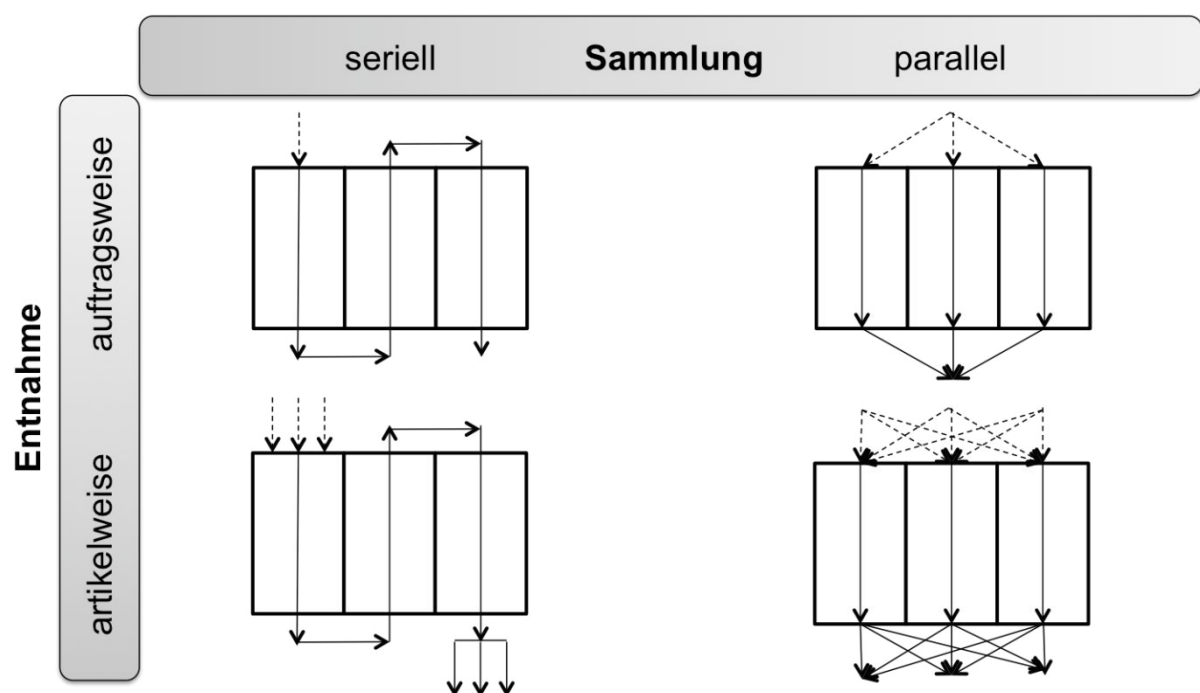 seriell Sammlung parallel
Entnahme
auftragsweise
artikelweise